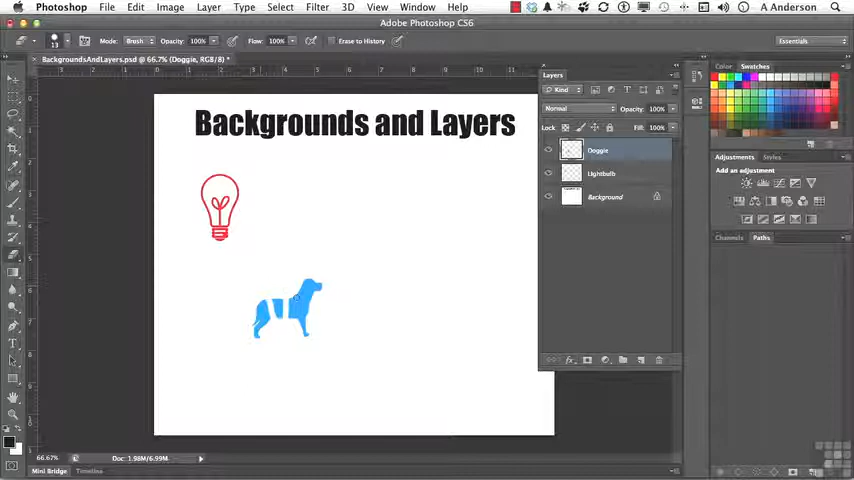 Photoshop File Edit Image Layer Type Select Filter 3D View Window Help A Anderson
Adobe Photoshop CS6
13 Mode: Brush Opacity: 100% Flow: 100% Erase to History Essentials
BackgroundsAndLayers.psd @ 66.7% (Doggie, RGB/8) *
Layers
Kind
Normal Opacity: 100%
Lock: Fill: 100%
Doggie
Lightbulb
Background
Color Swatches
Adjustments Styles
Add an adjustment
Channels Paths
Backgrounds and Layers
66.67% Doc: 1.98M/6.99M
Mini Bridge Timeline